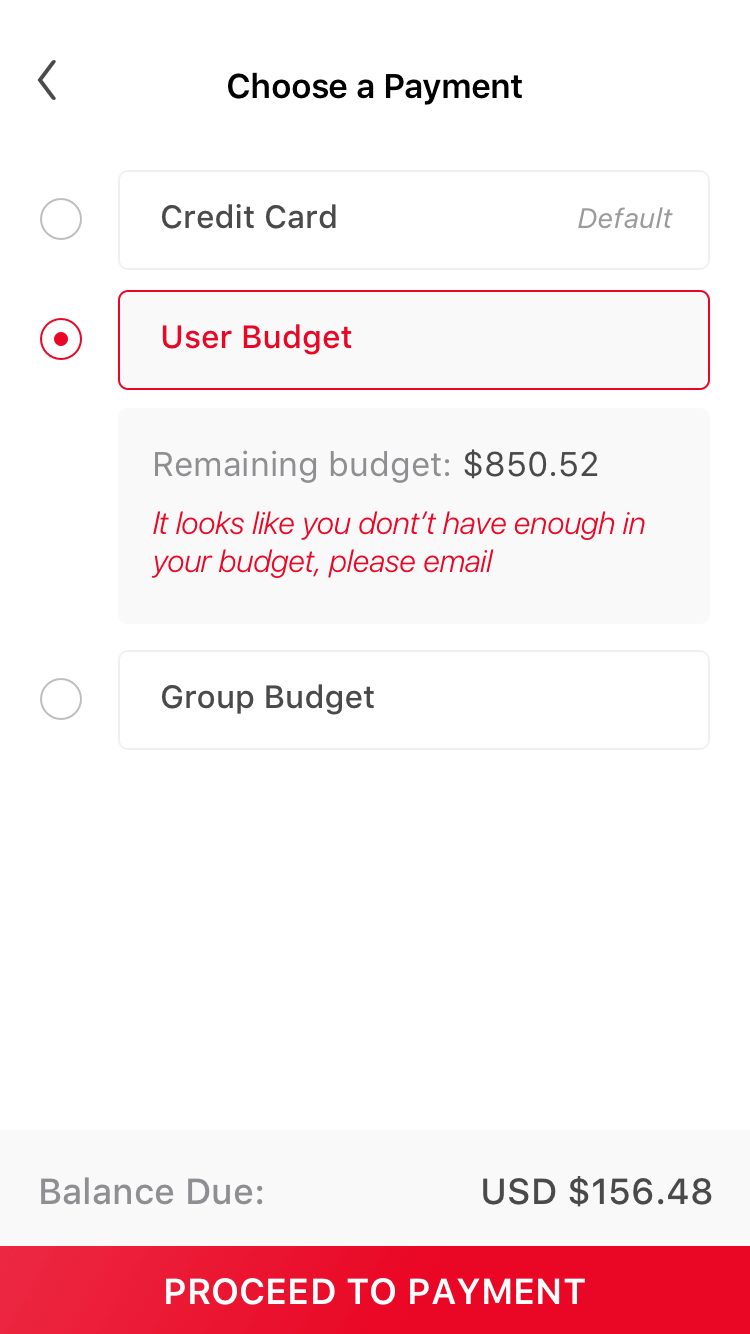 Choose a Payment
Credit Card Default
User Budget
Remaining budget: $850.52
It looks like you dont’t have enough in
your budget, please email
Group Budget
Balance Due: USD $156.48
PROCEED TO PAYMENT